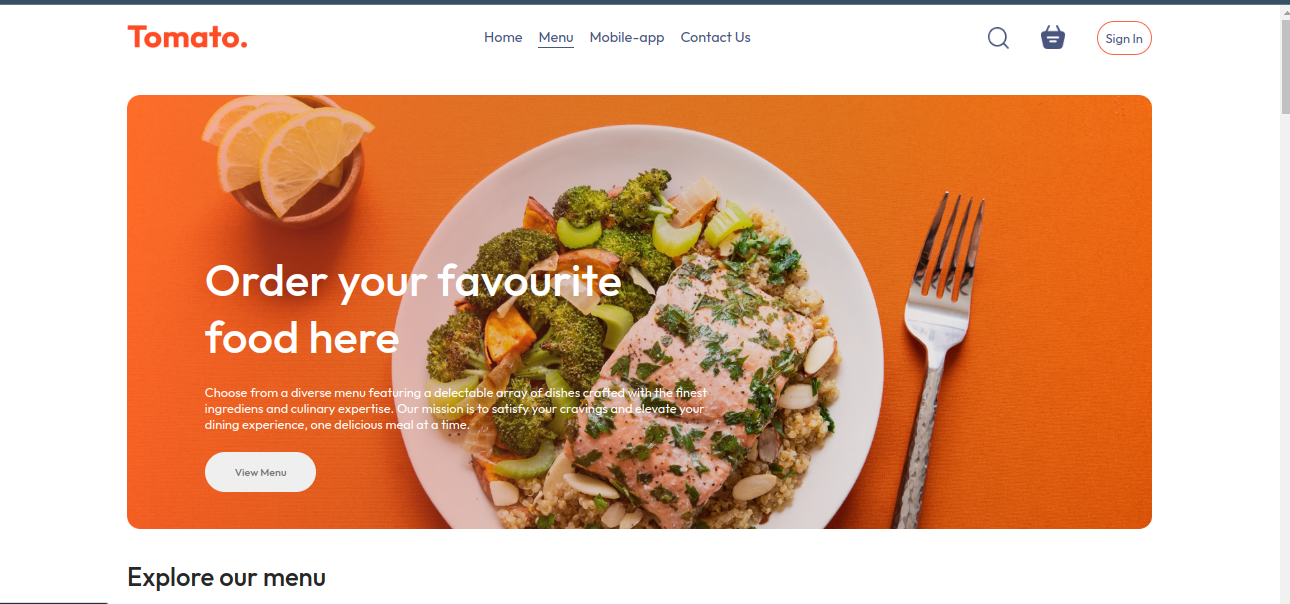 Tomato.
Home
Menu
Mobile-app
Contact Us
Sign In
Order your favourite
food here
Choose from a diverse menu featuring a delectable array of dishes crafted with the finest
ingrediens and culinary expertise. Our mission is to satisfy your cravings and elevate your
dining experience, one delicious meal at a time.
View Menu
Explore our menu